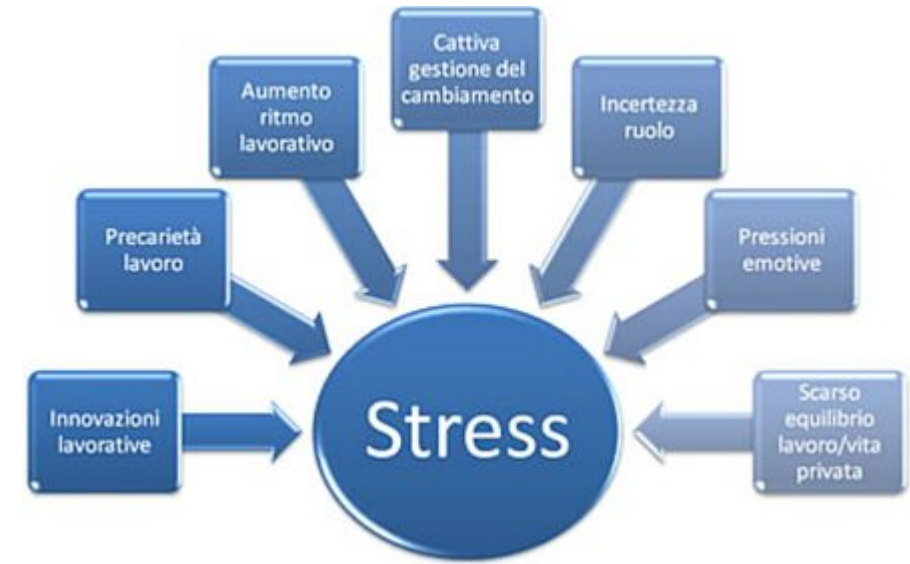 Cattiva
gestione del
cambiamento
Aumento
ritmo
lavorativo
Incertezza
ruolo
Precarietà
lavoro
Pressioni
emotive
Innovazioni
lavorative
Stress
Scarso
equilibrio
lavoro/vita
privata